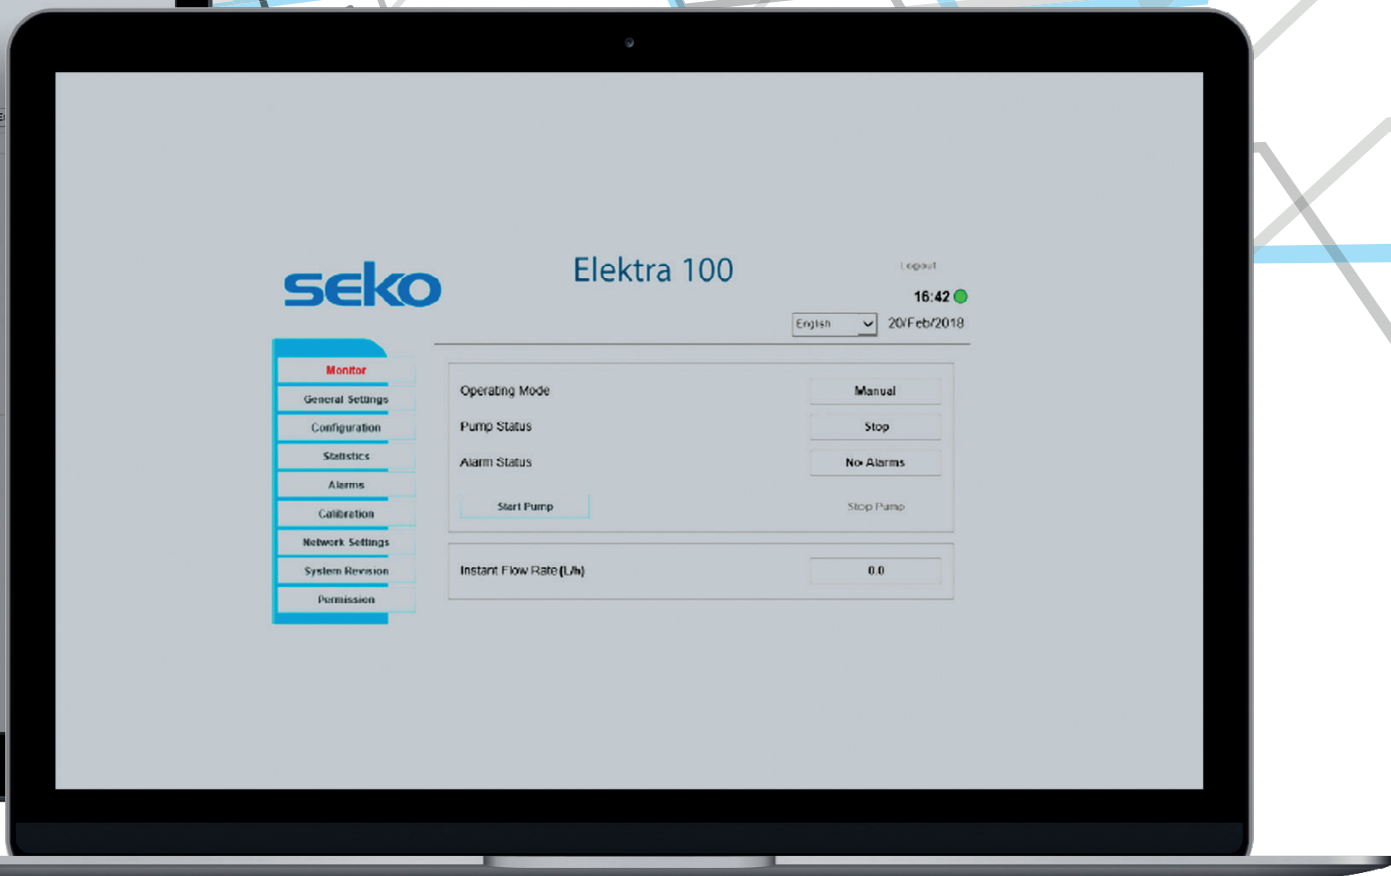 seko
Elektra 100
Logout
16:42
English
20/Feb/2018
Monitor
General Settings
Configuration
Statistics
Alarms
Calibration
Network Settings
System Revision
Permission
Operating Mode
Manual
Pump Status
Stop
Alarm Status
No Alarms
Start Pump
Stop Pump
Instant Flow Rate (L/h)
0.0